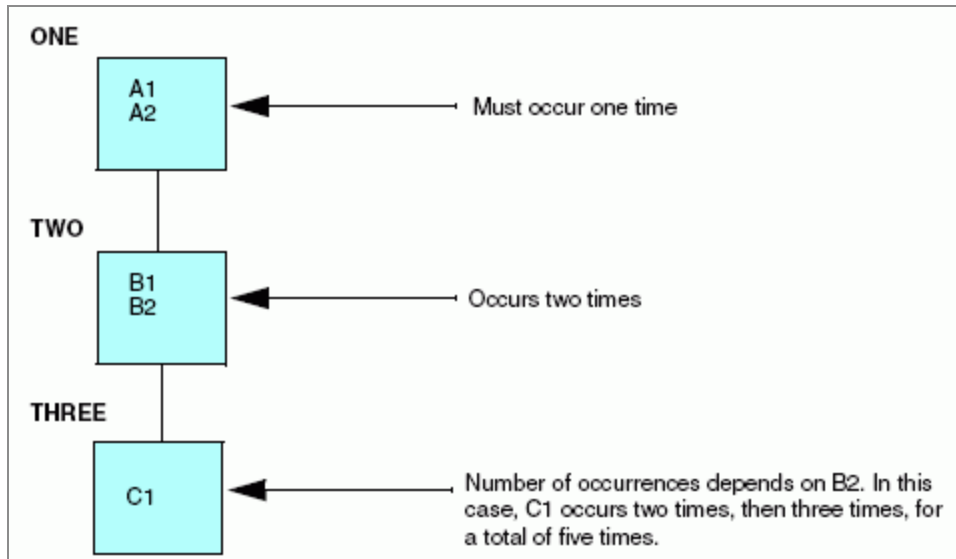 ONE
A1
A2
Must occur one time
TWO
B1
B2
Occurs two times
THREE
C1
Number of occurrences depends on B2. In this
case, C1 occurs two times, then three times, for
a total of five times.